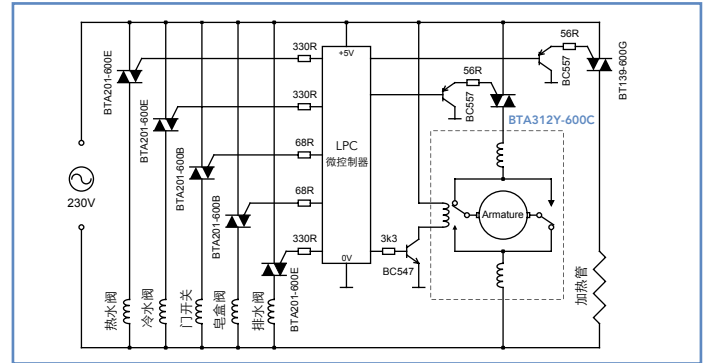 330R
+5V
56R
BC557
BT139-600G
BTA201-600E
56R
BC557
BTA312Y-600C
330R
BTA201-600E
LPC
微控制器
68R
BTA201-600B
230V
68R
BTA201-600B
Armature
330R
BTA201-600E
0V
3k3
BC547
热水阀
冷水阀
门开关
皂盒阀
排水阀
加热管